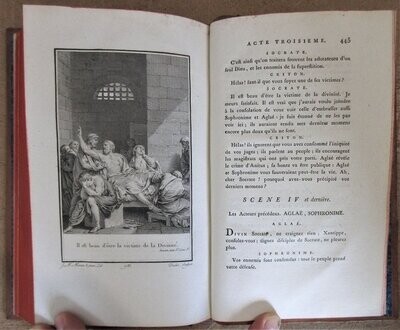 Il est beau d'être la victime de la Divinité.
ACTE TROISIEME. 445
SOCRATE.
C'est ainsi qu'on traitera souvent les adorateurs d'un
seul Dieu, et les ennemis de la superstition.
CRITON.
Hélas! faut-il que vous soyez une de ses victimes?
SOCRATE.
Il est beau d'être la victime de la divinité. Je
meurs satisfait. Il est vrai que j'aurais voulu joindre
à la consolation de vous voir celle d'embrasser aussi
Sophronime et Aglaé: je suis étonné de ne les pas
voir ici; ils auraient rendu mes derniers momens
encore plus doux qu'ils ne sont.
CRITON.
Hélas! ils ignorent que vous avez consommé l'iniquité
de vos juges: ils parlent au peuple; ils encouragent
les magistrats qui ont pris votre parti. Aglaé révèle
le crime d'Anitus; sa honte va être publique: Aglaé
et Sophronime vous sauveraient peut-être la vie. Ah,
cher Socrate! pourquoi avez-vous précipité vos
derniers momens?
SCENE IV et derniere.
Les Acteurs précédens. AGLAÉ, SOPHRONIME.
AGLAÉ.
DIVIN Socrate, ne craignez rien; Xantippe,
consolez-vous; dignes disciples de Socrate, ne pleurez
plus.
SOPHRONIME.
Vos ennemis sont confondus: tout le peuple prend
votre défense.